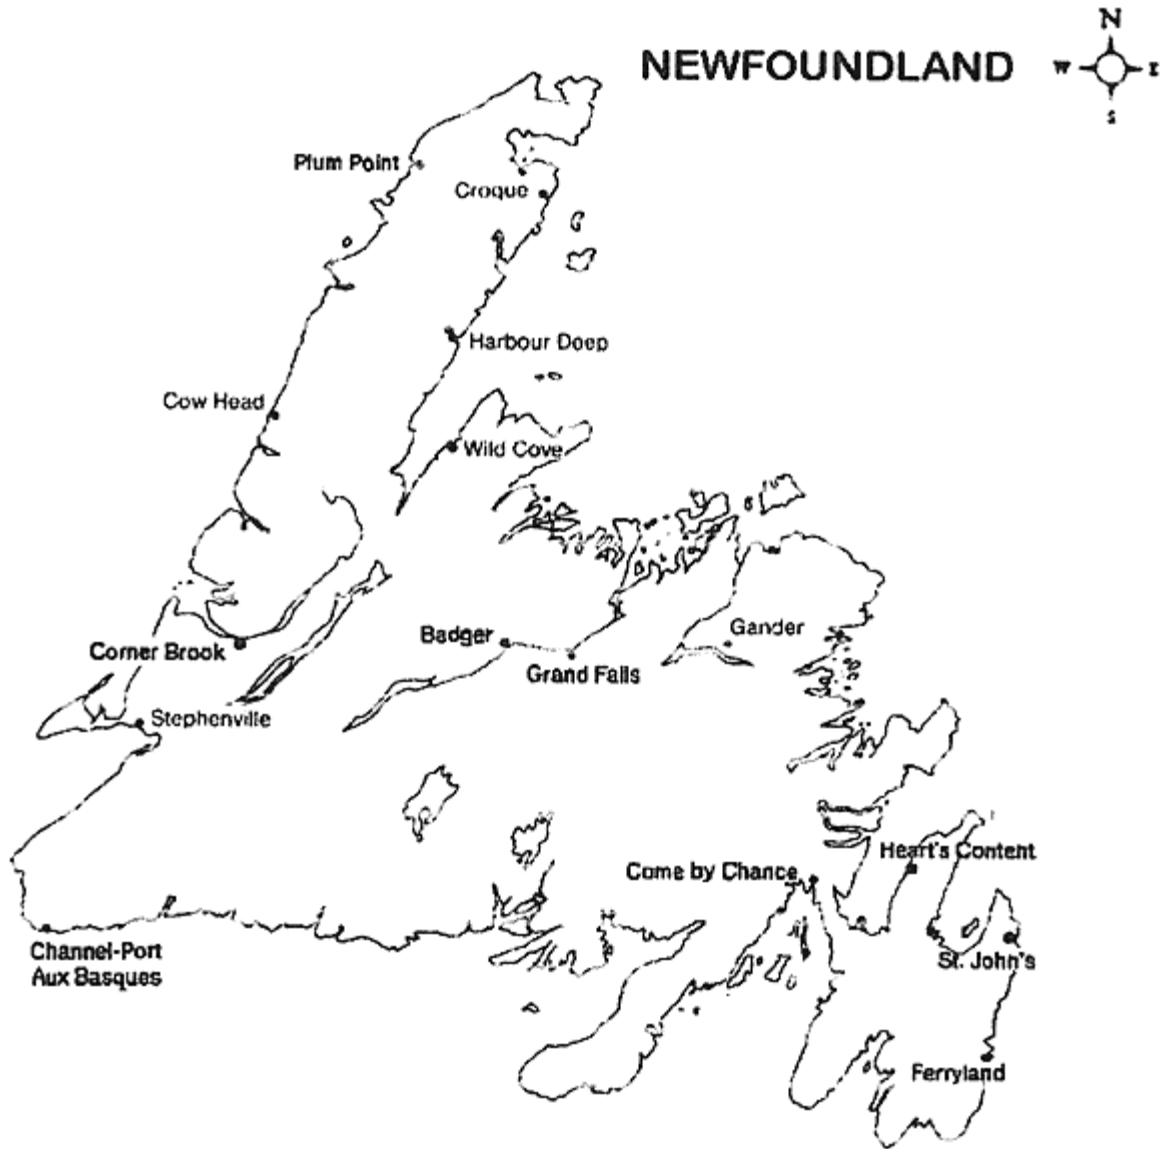 N
NEWFOUNDLAND
W
E
S
Plum Point
Croque
Harbour Deep
Cow Head
Wild Cove
Gander
Badger
Corner Brook
Grand Falls
Stephenville
Heart's Content
Come by Chance
Channel-Port
Aux Basques
St. John's
Ferryland